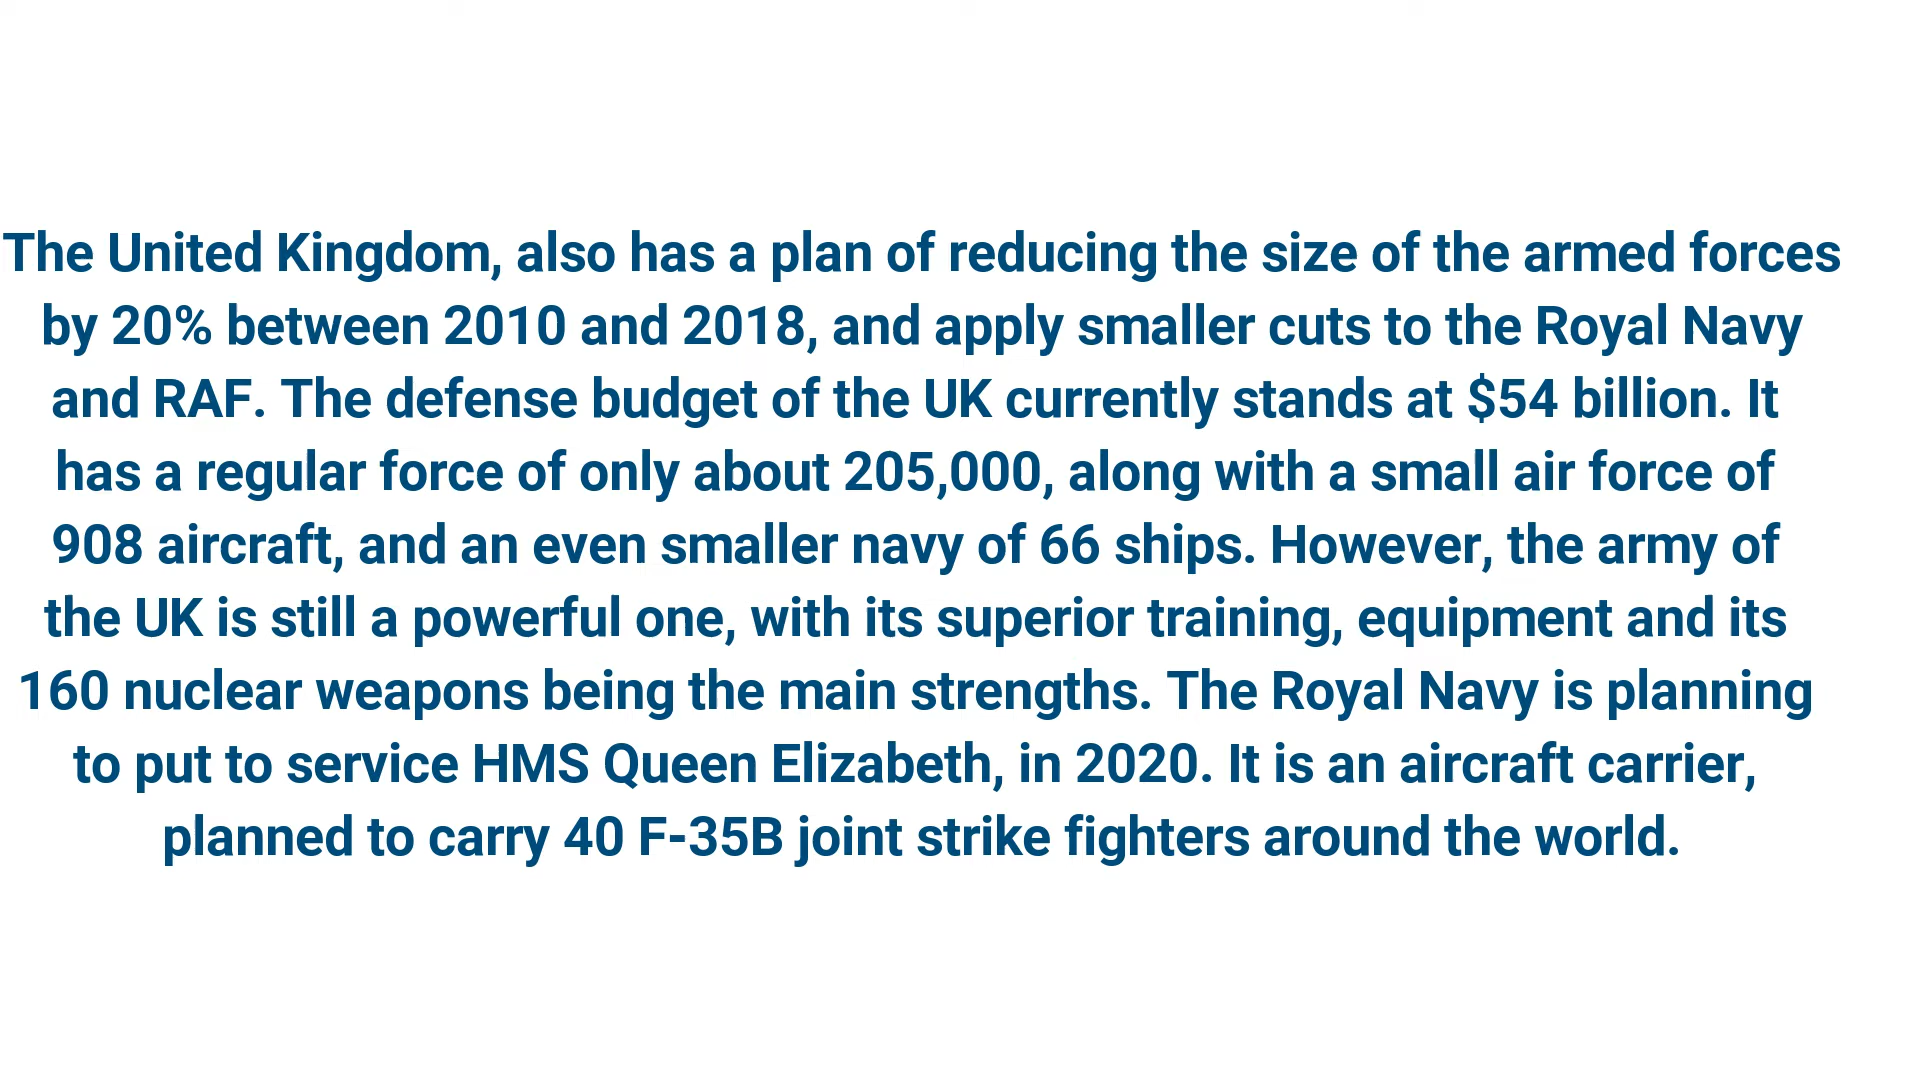 The United Kingdom, also has a plan of reducing the size of the armed forces
by 20% between 2010 and 2018, and apply smaller cuts to the Royal Navy
and RAF. The defense budget of the UK currently stands at $54 billion. It
has a regular force of only about 205,000, along with a small air force of
908 aircraft, and an even smaller navy of 66 ships. However, the army of
the UK is still a powerful one, with its superior training, equipment and its
160 nuclear weapons being the main strengths. The Royal Navy is planning
to put to service HMS Queen Elizabeth, in 2020. It is an aircraft carrier,
planned to carry 40 F-35B joint strike fighters around the world.